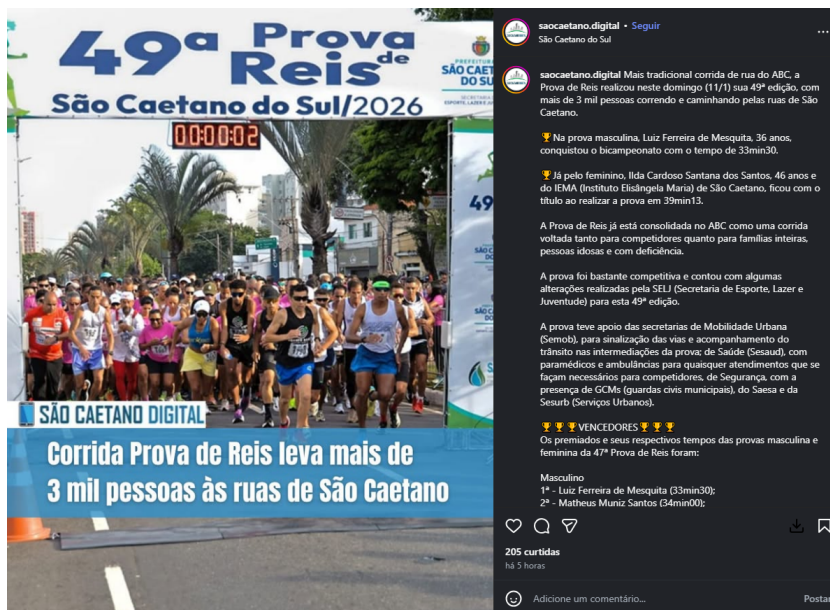 49ª Prova
de
Reis
São Caetano do Sul/2026
PREFEITURA
SÃO CAET
DO SU
SECRETARIA
ESPORTE, LAZER E JU
00:00:02
49
SÃO CAETANO DIGITAL
Corrida Prova de Reis leva mais de
3 mil pessoas às ruas de São Caetano
saocaetano.digital • Seguir
São Caetano do Sul
saocaetano.digital Mais tradicional corrida de rua do ABC, a
Prova de Reis realizou neste domingo (11/1) sua 49ª edição, com
mais de 3 mil pessoas correndo e caminhando pelas ruas de São
Caetano.
🏆Na prova masculina, Luiz Ferreira de Mesquita, 36 anos,
conquistou o bicampeonato com o tempo de 33min30.
🏆Já pelo feminino, Ilda Cardoso Santana dos Santos, 46 anos e
do IEMA (Instituto Elisângela Maria) de São Caetano, ficou com o
título ao realizar a prova em 39min13.
A Prova de Reis já está consolidada no ABC como uma corrida
voltada tanto para competidores quanto para famílias inteiras,
pessoas idosas e com deficiência.
A prova foi bastante competitiva e contou com algumas
alterações realizadas pela SELJ (Secretaria de Esporte, Lazer e
Juventude) para esta 49ª edição.
A prova teve apoio das secretarias de Mobilidade Urbana
(Semob), para sinalização das vias e acompanhamento do
trânsito nas intermediações da prova; de Saúde (Sesaud), com
paramédicos e ambulâncias para quaisquer atendimentos que se
façam necessários para competidores, de Segurança, com a
presença de GCMs (guardas civis municipais), do Saesa e da
Sesurb (Serviços Urbanos).
🏆🏆🏆VENCEDORES🏆🏆🏆
Os premiados e seus respectivos tempos das provas masculina e
feminina da 47ª Prova de Reis foram:
Masculino
1ª - Luiz Ferreira de Mesquita (33min30);
2ª - Matheus Muniz Santos (34min00);
205 curtidas
há 5 horas
Adicione um comentário...
Postar